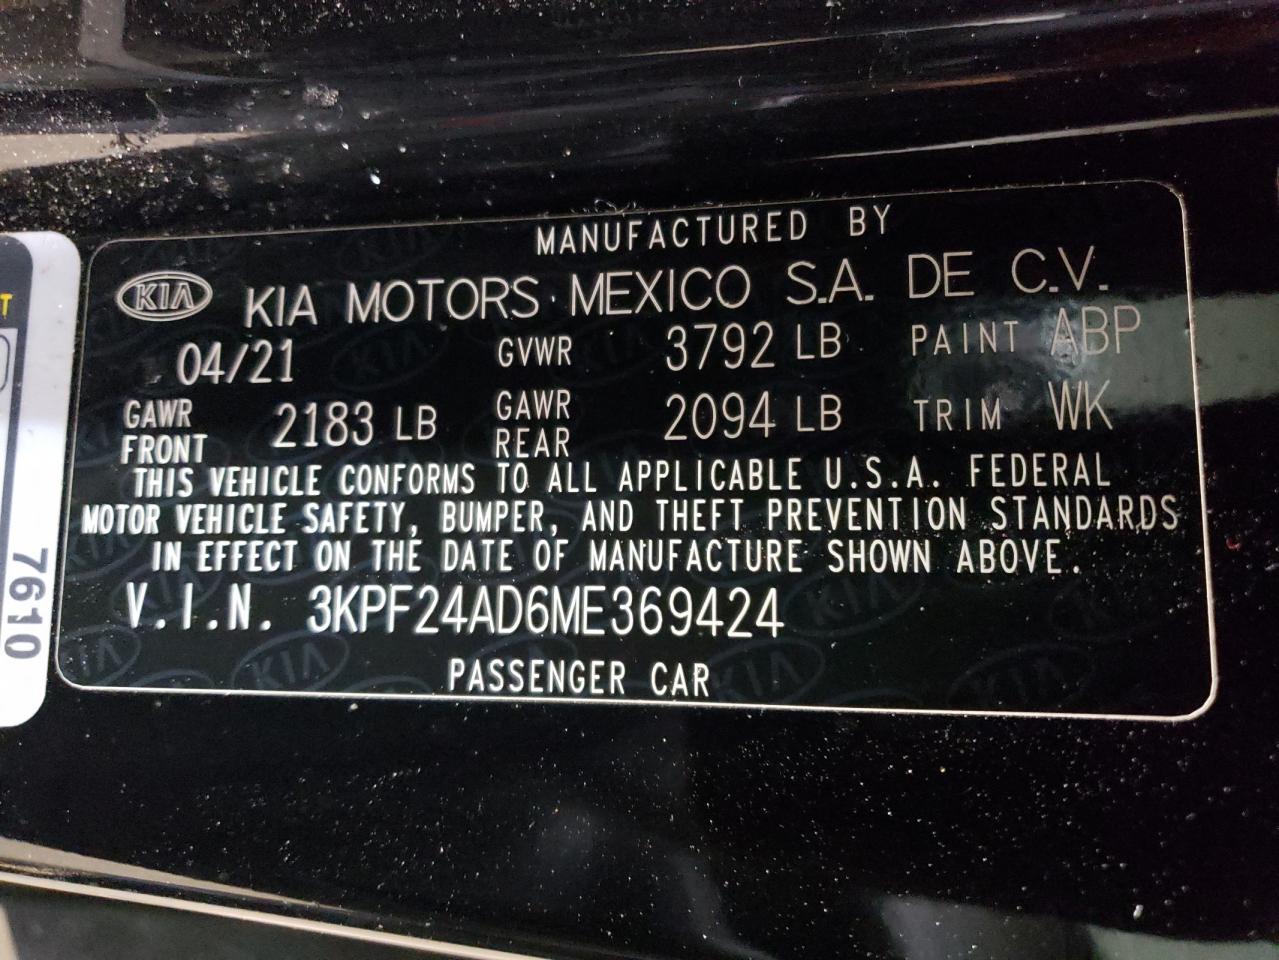 MANUFACTURED BY
KIA KIA MOTORS MEXICO S.A. DE C.V.
04/21 GVWR 3792 LB PAINT ABP
GAWR FRONT 2183 LB GAWR REAR 2094 LB TRIM WK
THIS VEHICLE CONFORMS TO ALL APPLICABLE U.S.A. FEDERAL
MOTOR VEHICLE SAFETY, BUMPER, AND THEFT PREVENTION STANDARDS
IN EFFECT ON THE DATE OF MANUFACTURE SHOWN ABOVE.
V.I.N. 3KPF24AD6ME369424
PASSENGER CAR
7610